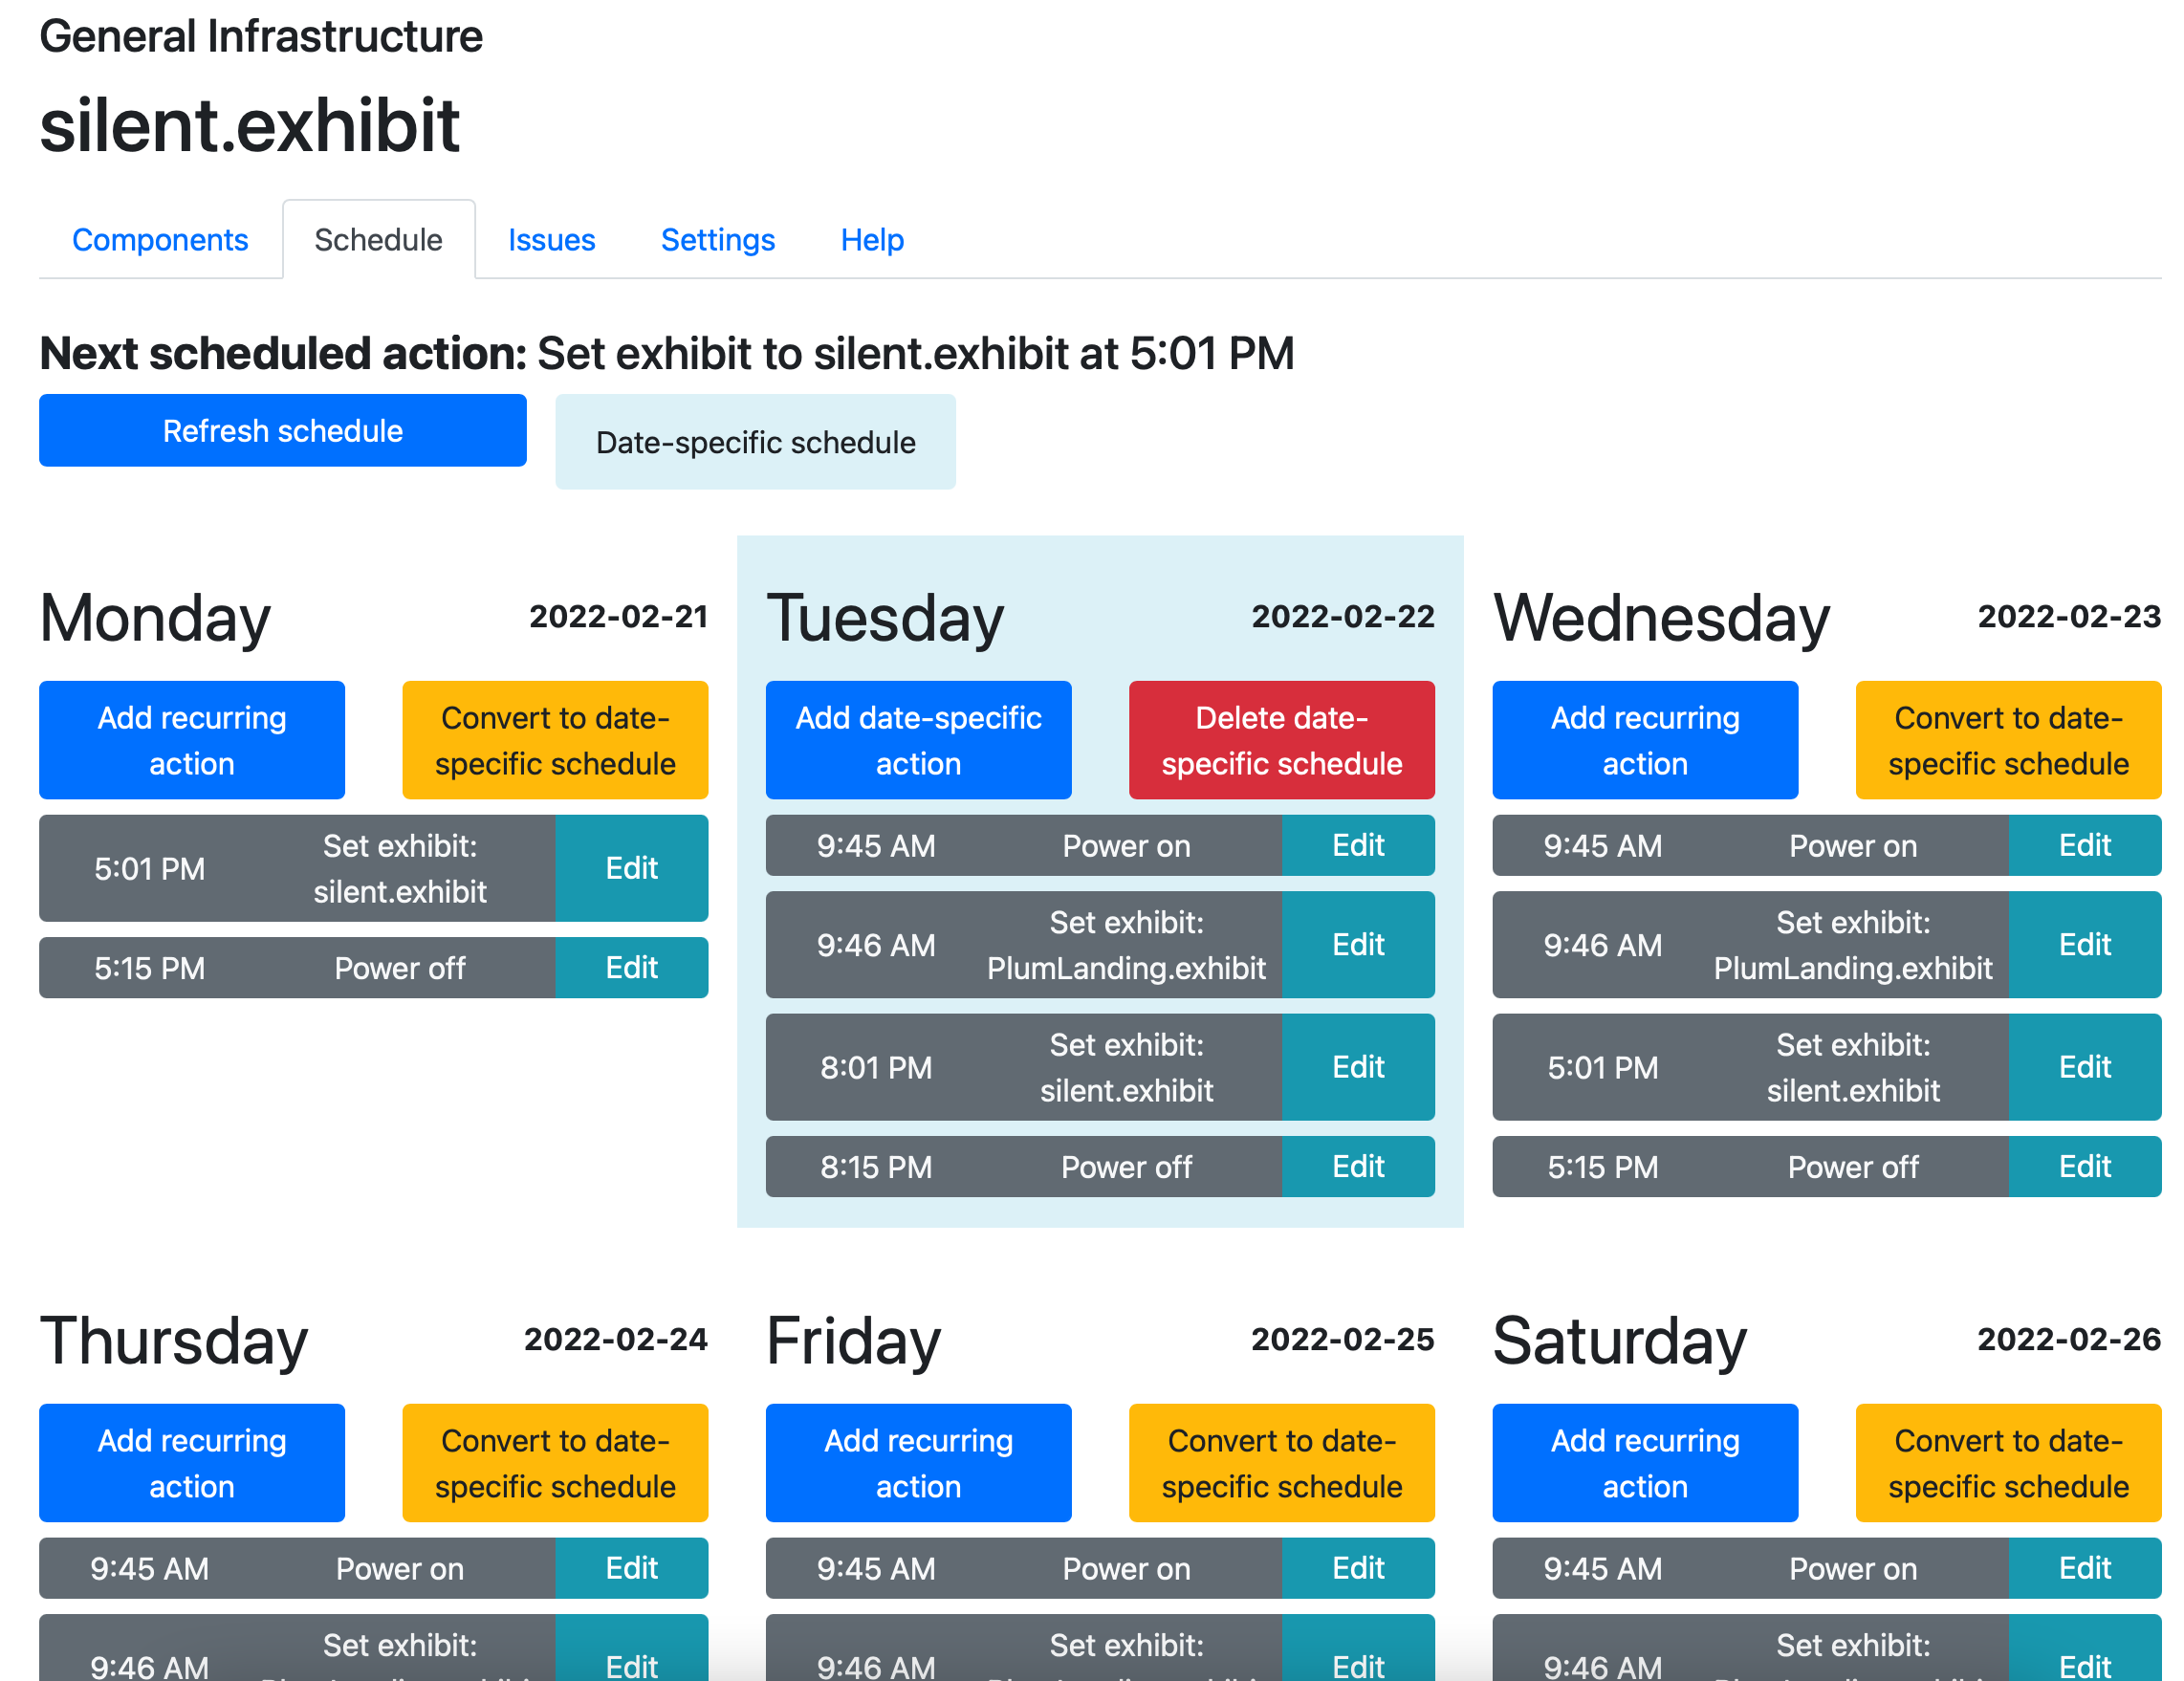 General Infrastructure
silent.exhibit
Components Schedule Issues Settings Help
Next scheduled action: Set exhibit to silent.exhibit at 5:01 PM
Refresh schedule
Date-specific schedule
Monday 2022-02-21
Add recurring
action
Convert to date-
specific schedule
5:01 PM
Set exhibit:
silent.exhibit
Edit
5:15 PM Power off Edit
Tuesday 2022-02-22
Add date-specific
action
Delete date-
specific schedule
9:45 AM Power on Edit
9:46 AM
Set exhibit:
PlumLanding.exhibit
Edit
8:01 PM
Set exhibit:
silent.exhibit
Edit
8:15 PM Power off Edit
Wednesday 2022-02-23
Add recurring
action
Convert to date-
specific schedule
9:45 AM Power on Edit
9:46 AM
Set exhibit:
PlumLanding.exhibit
Edit
5:01 PM
Set exhibit:
silent.exhibit
Edit
5:15 PM Power off Edit
Thursday 2022-02-24
Add recurring
action
Convert to date-
specific schedule
9:45 AM Power on Edit
9:46 AM
Set exhibit:
Edit
Friday 2022-02-25
Add recurring
action
Convert to date-
specific schedule
9:45 AM Power on Edit
9:46 AM
Set exhibit:
Edit
Saturday 2022-02-26
Add recurring
action
Convert to date-
specific schedule
9:45 AM Power on Edit
9:46 AM
Set exhibit:
Edit